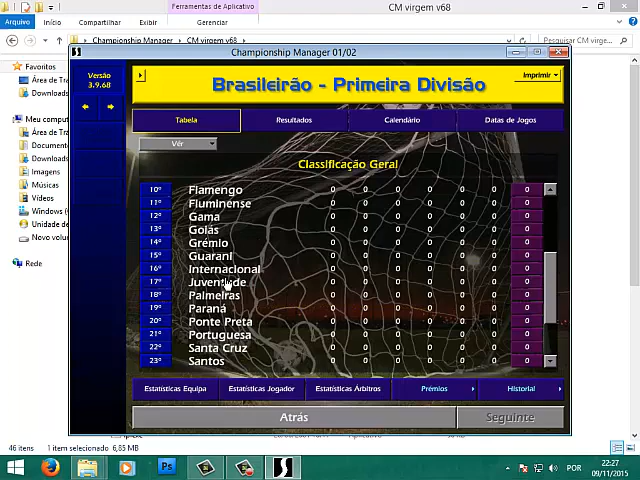 Ferramentas de Aplicativo
CM virgem v68
Arquivo
Início
Compartilhar
Exibir
Gerenciar
Championship Manager
CM virgem v68
Pesquisar CM virge...
Favoritos
Downloads
Meu comput
Área de Tra
Document
Downloads
Imagens
Músicas
Vídeos
Windows (
Unidade de
Novo volu
Rede
Championship Manager 01/02
Versão
3.9.68
Brasileirão - Primeira Divisão
Imprimir
Tabela
Resultados
Calendário
Datas de Jogos
Vêr
Classificação Geral
10º Flamengo 0 0 0 0 0 0 0
11º Fluminense 0 0 0 0 0 0 0
12º Gama 0 0 0 0 0 0 0
13º Goiás 0 0 0 0 0 0 0
14º Grémio 0 0 0 0 0 0 0
15º Guarani 0 0 0 0 0 0 0
16º Internacional 0 0 0 0 0 0 0
17º Juventude 0 0 0 0 0 0 0
18º Palmeiras 0 0 0 0 0 0 0
19º Paraná 0 0 0 0 0 0 0
20º Ponte Preta 0 0 0 0 0 0 0
21º Portuguesa 0 0 0 0 0 0 0
22º Santa Cruz 0 0 0 0 0 0 0
23º Santos 0 0 0 0 0 0 0
Estatísticas Equipa
Estatísticas Jogador
Estatísticas Árbitros
Prémios
Historial
Atrás
Seguinte
46 itens
1 item selecionado
6,85 MB
POR
22:27
09/11/2015